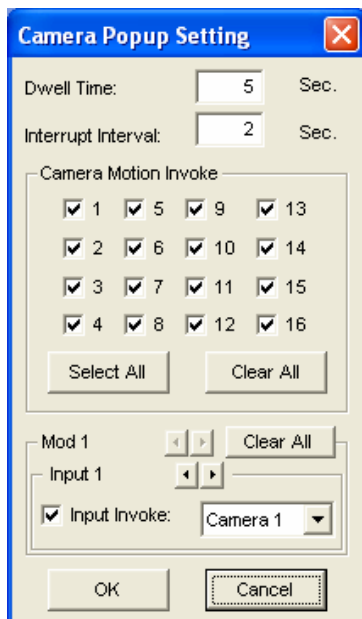 Camera Popup Setting
Dwell Time: 5 Sec.
Interrupt Interval: 2 Sec.
Camera Motion Invoke
1 5 9 13
2 6 10 14
3 7 11 15
4 8 12 16
Select All Clear All
Mod 1 Clear All
Input 1
Input Invoke: Camera 1
OK Cancel